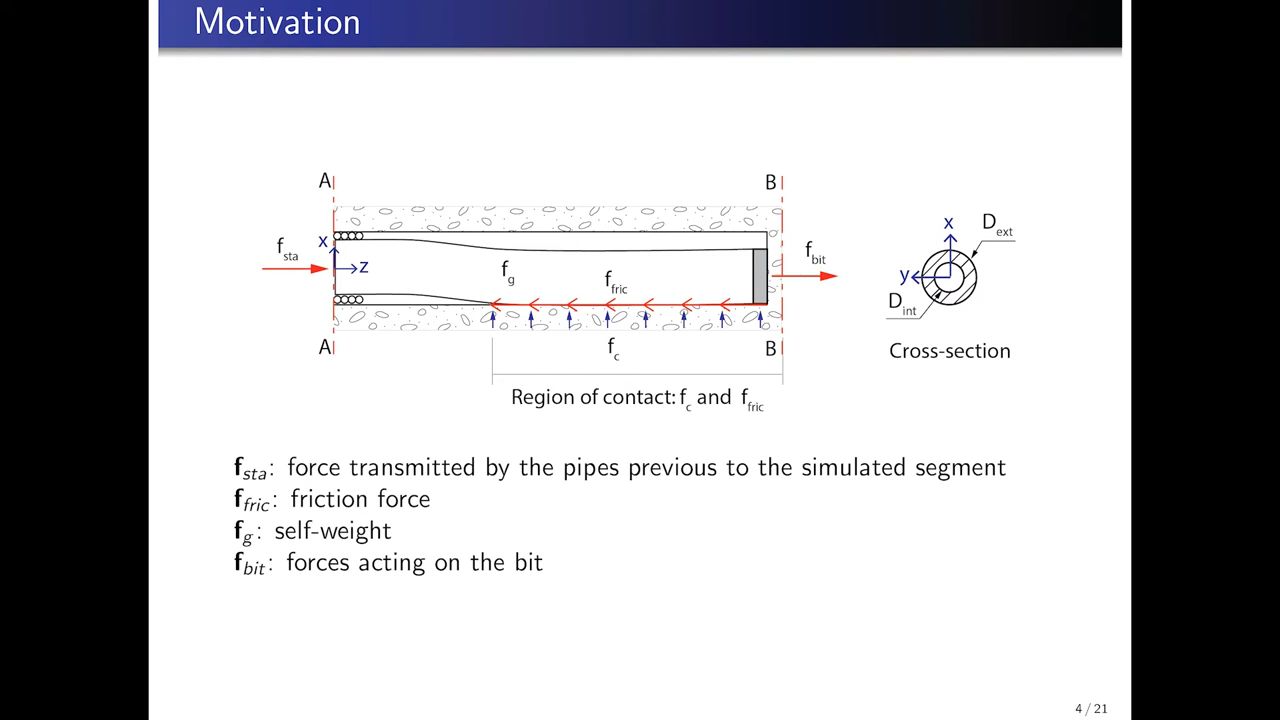 Motivation
A
B
x
D_ext
f_sta
x
z
f_g
f_fric
f_bit
y
D_int
A
f_c
B
Cross-section
Region of contact: f_c and f_fric
f_sta: force transmitted by the pipes previous to the simulated segment
f_fric: friction force
f_g: self-weight
f_bit: forces acting on the bit
4 / 21